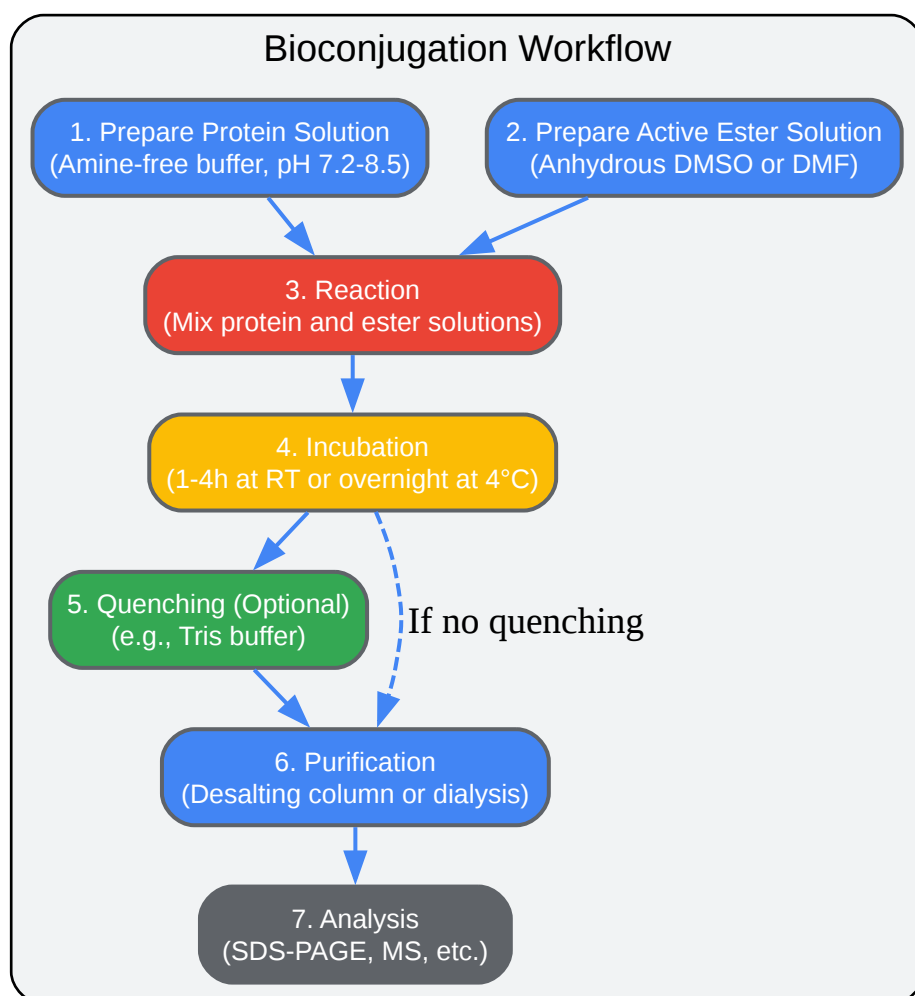 Bioconjugation Workflow
1. Prepare Protein Solution
(Amine-free buffer, pH 7.2-8.5)
2. Prepare Active Ester Solution
(Anhydrous DMSO or DMF)
3. Reaction
(Mix protein and ester solutions)
4. Incubation
(1-4h at RT or overnight at 4°C)
5. Quenching (Optional)
(e.g., Tris buffer)
If no quenching
6. Purification
(Desalting column or dialysis)
7. Analysis
(SDS-PAGE, MS, etc.)